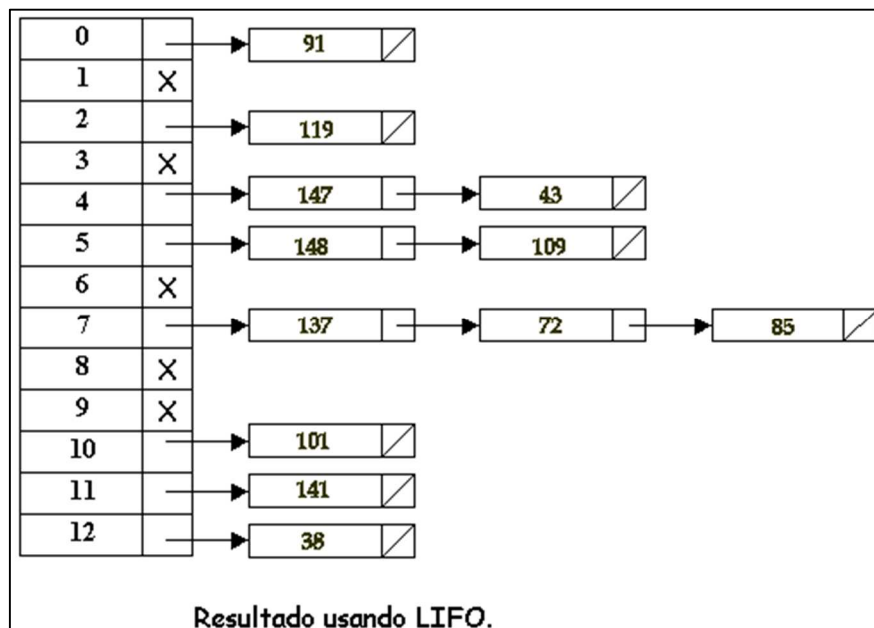 0 91
1 X
2 119
3 X
4 147 43
5 148 109
6 X
7 137 72 85
8 X
9 X
10 101
11 141
12 38
Resultado usando LIFO.